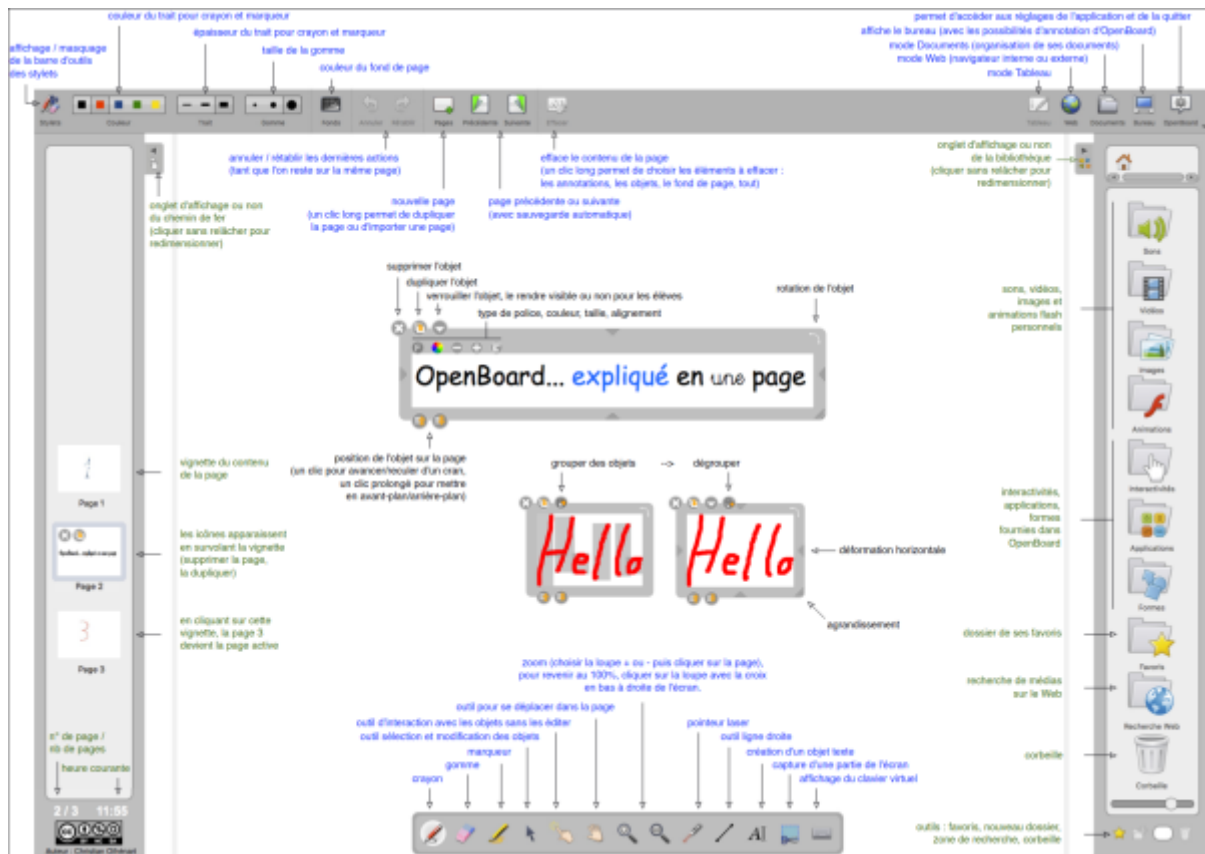 couleur du trait pour crayon et marqueur
épaisseur du trait pour crayon et marqueur
affichage / masquage
de la barre d'outils
des stylets
taille de la gomme
couleur du fond de page
permet d'accéder aux réglages de l'application et de la quitter
affiche le bureau (avec les possibilités d'annotation d'OpenBoard)
mode Documents (organisation de ses documents)
mode Web (navigateur interne ou externe)
mode Tableau
Stylets
Couleur
Trait
Gomme
Fonds
Annuler
Rétablir
Pages
Précédente
Suivante
Effacer
Tableau
Web
Documents
Bureau
OpenBoard
annuler / rétablir les dernières actions
(tant que l'on reste sur la même page)
efface le contenu de la page
(un clic long permet de choisir les éléments à effacer :
les annotations, les objets, le fond de page, tout)
onglet d'affichage ou non
de la bibliothèque
(cliquer sans relâcher pour
redimensionner)
onglet d'affichage ou non
du chemin de fer
(cliquer sans relâcher pour
redimensionner)
nouvelle page
(un clic long permet de dupliquer
la page ou d'importer une page)
page précédente ou suivante
(avec sauvegarde automatique)
supprimer l'objet
dupliquer l'objet
verrouiller l'objet, le rendre visible ou non pour les élèves
type de police, couleur, taille, alignement
rotation de l'objet
OpenBoard... expliqué en une page
position de l'objet sur la page
(un clic pour avancer/reculer d'un cran,
un clic prolongé pour mettre
en avant-plan/arrière-plan)
grouper des objets --> dégrouper
Hello
Hello
déformation horizontale
agrandissement
vignette du contenu
de la page
Page 1
les icônes apparaissent
en survolant la vignette
(supprimer la page,
la dupliquer)
Page 2
en cliquant sur cette
vignette, la page 3
devient la page active
3
Page 3
n° de page /
nb de pages
heure courante
2 / 3 11:55
Auteur : Christian Othénart
sons, vidéos,
images et
animations flash
personnels
interactivités,
applications,
formes
fournies dans
OpenBoard
dossier de ses favoris
recherche de médias
sur le Web
corbeille
outils : favoris, nouveau dossier,
zone de recherche, corbeille
Sons
Vidéos
Images
Animations
Interactivités
Applications
Formes
Favoris
Recherche Web
Corbeille
zoom (choisir la loupe + ou - puis cliquer sur la page),
pour revenir au 100%, cliquer sur la loupe avec la croix
en bas à droite de l'écran.
outil pour se déplacer dans la page
outil d'interaction avec les objets sans les éditer
outil sélection et modification des objets
marqueur
gomme
crayon
pointeur laser
outil ligne droite
création d'un objet texte
capture d'une partie de l'écran
affichage du clavier virtuel